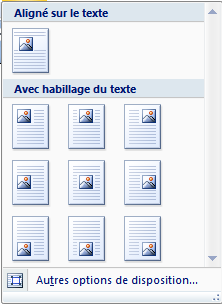 Aligné sur le texte
Avec habillage du texte
Autres options de disposition...